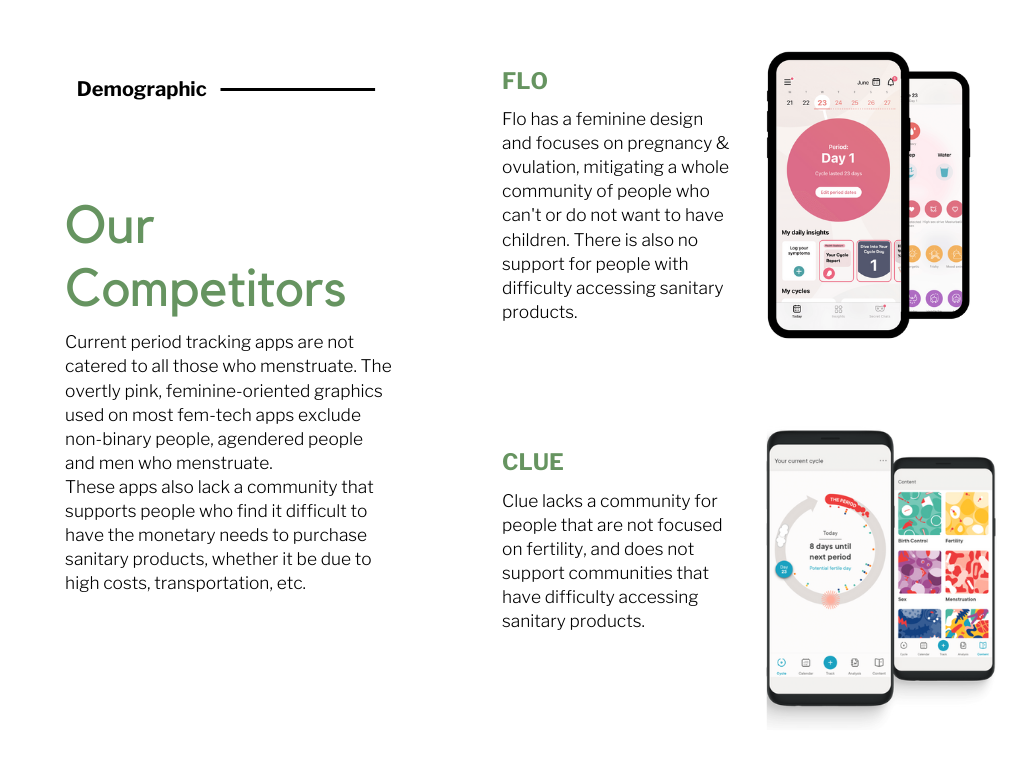 Demographic
Our
Competitors
Current period tracking apps are not
catered to all those who menstruate. The
overtly pink, feminine-oriented graphics
used on most fem-tech apps exclude
non-binary people, agendered people
and men who menstruate.
These apps also lack a community that
supports people who find it difficult to
have the monetary needs to purchase
sanitary products, whether it be due to
high costs, transportation, etc.
FLO
Flo has a feminine design
and focuses on pregnancy &
ovulation, mitigating a whole
community of people who
can't or do not want to have
children. There is also no
support for people with
difficulty accessing sanitary
products.
June
21 22 23 24 25 26 27
Period:
Day 1
Cycle lasted 23 days
Edit period dates
My daily insights
Log your
symptoms
Your Cycle
Report
Dive Into Your
Cycle Day
1
My cycles
Today
Insights
Water
CLUE
Clue lacks a community for
people that are not focused
on fertility, and does not
support communities that
have difficulty accessing
sanitary products.
Your current cycle
THE PERIOD
Today
8 days until
next period
Potential fertile day
Day
22
1
Cycle Calendar Track Analysis Content
Content
Birth Control Fertility
Sex Menstruation
Cycle Calendar Track Analysis Content